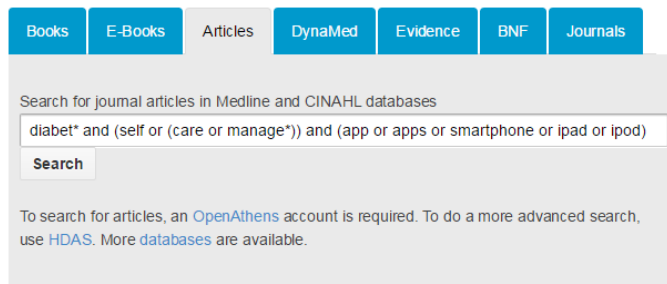 Books E-Books Articles DynaMed Evidence BNF Journals
Search for journal articles in Medline and CINAHL databases
diabet* and (self or (care or manage*)) and (app or apps or smartphone or ipad or ipod)
Search
To search for articles, an OpenAthens account is required. To do a more advanced search,
use HDAS. More databases are available.